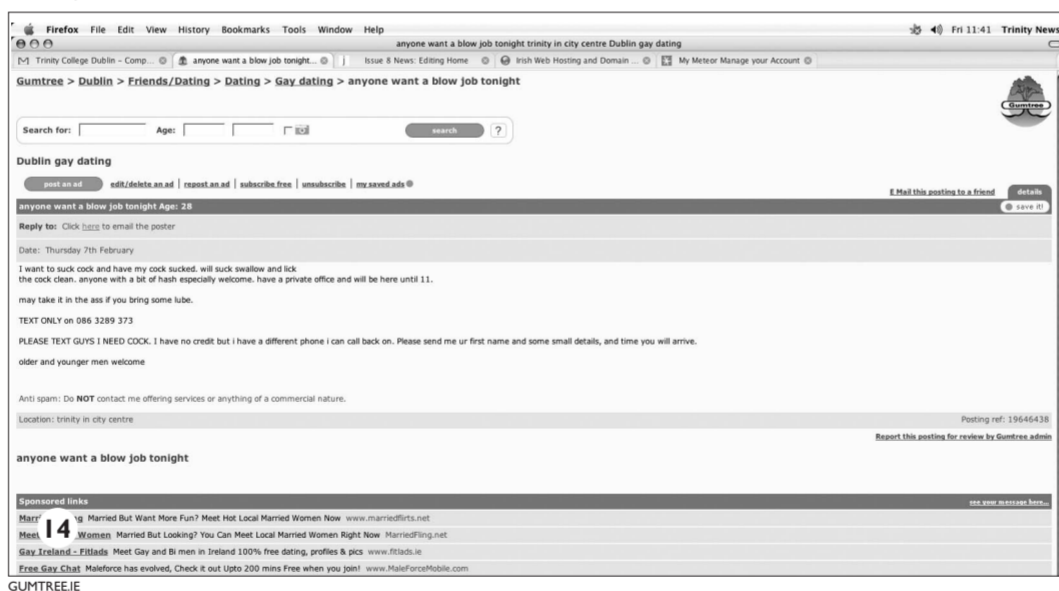 Firefox File Edit View History Bookmarks Tools Window Help Fri 11:41 Trinity News
anyone want a blow job tonight trinity in city centre Dublin gay dating
Trinity College Dublin – Comp... anyone want a blow job tonight... Issue 8 News: Editing Home Irish Web Hosting and Domain ... My Meteor Manage your Account
Gumtree > Dublin > Friends/Dating > Dating > Gay dating > anyone want a blow job tonight
Gumtree
Search for: Age: search ?
Dublin gay dating
post an ad edit/delete an ad | repost an ad | subscribe free | unsubscribe | my saved ads
E Mail this posting to a friend details
anyone want a blow job tonight Age: 28 save it!
Reply to: Click here to email the poster
Date: Thursday 7th February
I want to suck cock and have my cock sucked. will suck swallow and lick
the cock clean. anyone with a bit of hash especially welcome. have a private office and will be here until 11.
may take it in the ass if you bring some lube.
TEXT ONLY on 086 3289 373
PLEASE TEXT GUYS I NEED COCK. I have no credit but i have a different phone i can call back on. Please send me ur first name and some small details, and time you will arrive.
older and younger men welcome
Anti spam: Do NOT contact me offering services or anything of a commercial nature.
Location: trinity in city centre Posting ref: 19646438
Report this posting for review by Gumtree admin
anyone want a blow job tonight
Sponsored links see your message here...
Married But Want More Fun? Meet Hot Local Married Women Now www.marriedflirts.net
14
Women Married But Looking? You Can Meet Local Married Women Right Now MarriedFling.net
Gay Ireland - Fitlads Meet Gay and Bi men in Ireland 100% free dating, profiles & pics www.fitlads.ie
Free Gay Chat Maleforce has evolved, Check it out Upto 200 mins Free when you join! www.MaleForceMobile.com
GUMTREE.IE